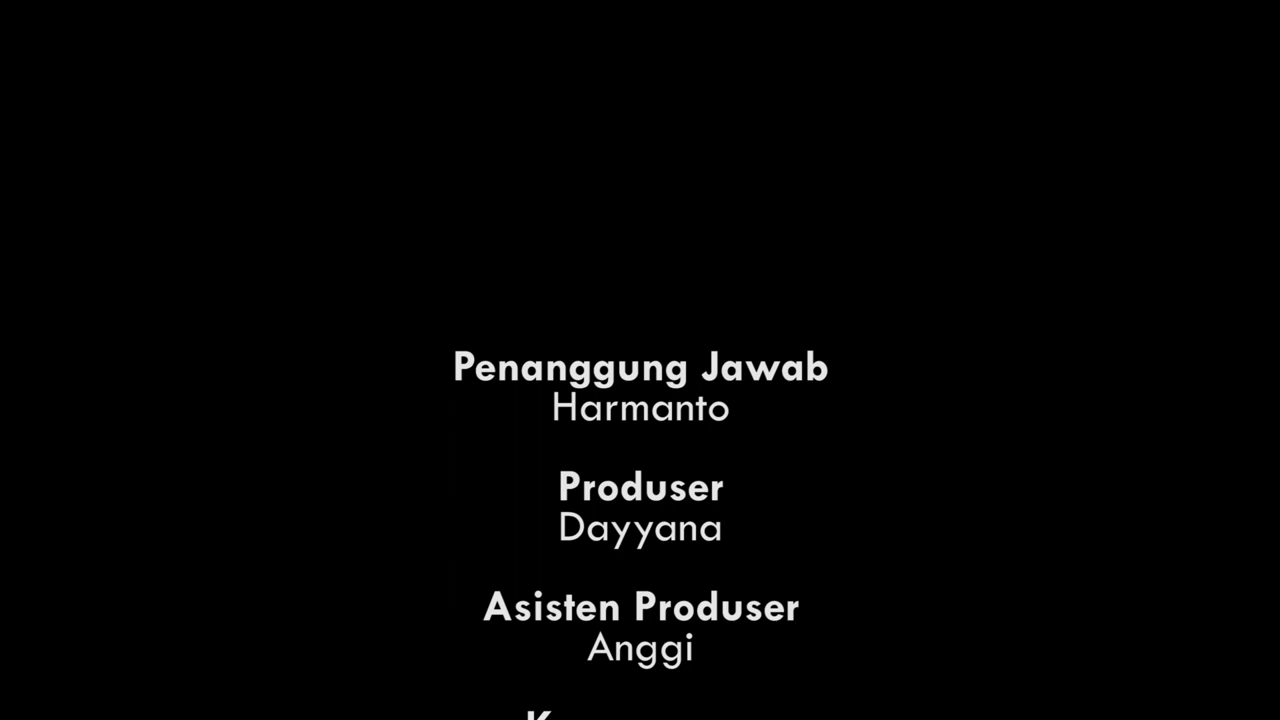 Penanggung Jawab
Harmanto
Produser
Dayyana
Asisten Produser
Anggi